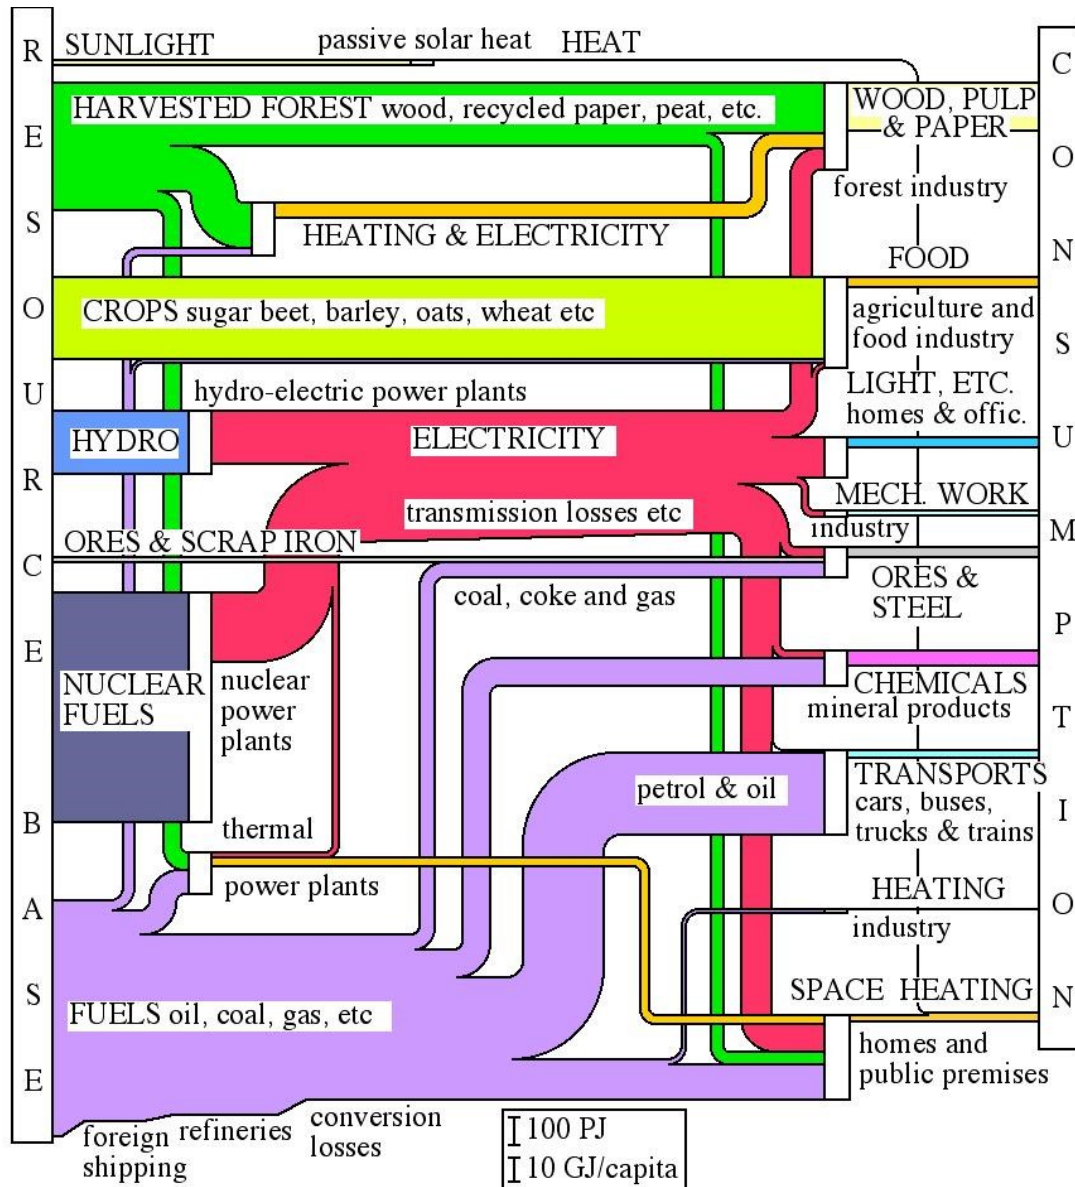 RESOURCE BASE
SUNLIGHT
passive solar heat
HEAT
HARVESTED FOREST wood, recycled paper, peat, etc.
WOOD, PULP
& PAPER
forest industry
HEATING & ELECTRICITY
FOOD
CROPS sugar beet, barley, oats, wheat etc
agriculture and
food industry
hydro-electric power plants
LIGHT, ETC.
homes & offic.
HYDRO
ELECTRICITY
MECH. WORK
transmission losses etc
industry
ORES & SCRAP IRON
coal, coke and gas
ORES &
STEEL
NUCLEAR
FUELS
nuclear
power
plants
CHEMICALS
mineral products
petrol & oil
TRANSPORTS
cars, buses,
trucks & trains
thermal
power plants
HEATING
industry
FUELS oil, coal, gas, etc
SPACE HEATING
homes and
public premises
foreign
shipping
refineries
conversion
losses
100 PJ
10 GJ/capita
CONSUMPTION